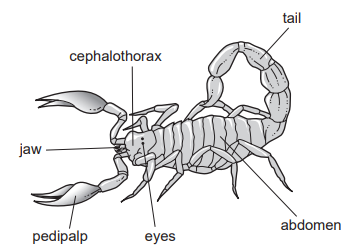 tail
cephalothorax
jaw
abdomen
pedipalp
eyes